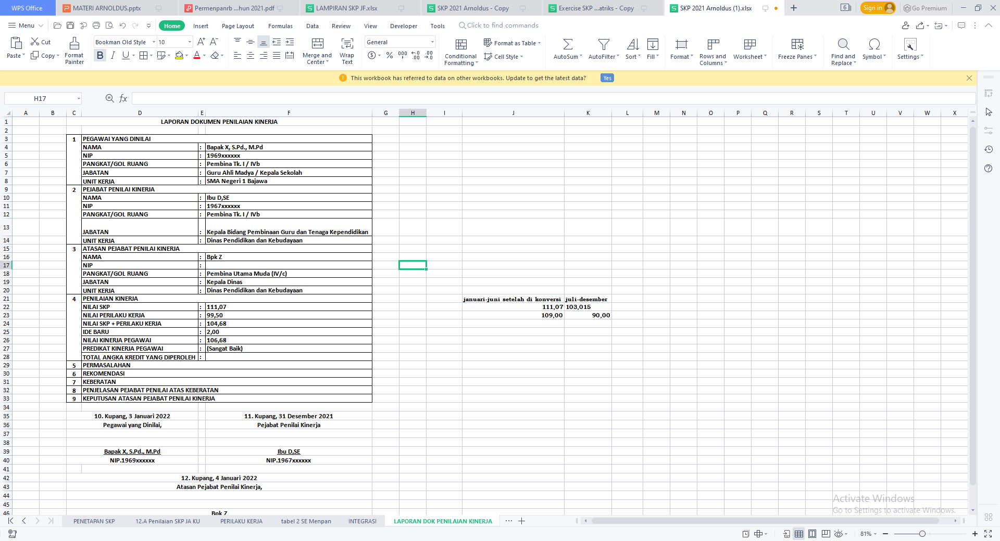 WPS Office MATERI ARNOLDUS.pptx Permenpanrb ...hun 2021.pdf LAMPIRAN SKP JF.xlsx SKP 2021 Arnoldus - Copy Exercise SKP ...atriks - Copy SKP 2021 Arnoldus (1).xlsx 6 Sign in Go Premium
Menu Home Insert Page Layout Formulas Data Review View Developer Tools Click to find commands
Paste Cut Copy Format Painter Bookman Old Style 10 Merge and Center Wrap Text General Conditional Formatting Format as Table Cell Style AutoSum AutoFilter Sort Fill Format Rows and Columns Worksheet Freeze Panes Find and Replace Symbol Settings
This workbook has referred to data on other workbooks. Update to get the latest data? Yes
H17 fx
A B C D E F G H I J K L M N O P Q R S T U V W X
1 LAPORAN DOKUMEN PENILAIAN KINERJA
2
3 1 PEGAWAI YANG DINILAI
4 NAMA : Bapak X, S.Pd., M.Pd
5 NIP : 1969xxxxxx
6 PANGKAT/GOL RUANG : Pembina Tk. I / IVb
7 JABATAN : Guru Ahli Madya / Kepala Sekolah
8 UNIT KERJA : SMA Negeri 1 Bajawa
9 2 PEJABAT PENILAI KINERJA
10 NAMA : Ibu D,SE
11 NIP : 1967xxxxxx
12 PANGKAT/GOL RUANG : Pembina Tk. I / IVb
13 JABATAN : Kepala Bidang Pembinaan Guru dan Tenaga Kependidikan
14 UNIT KERJA : Dinas Pendidikan dan Kebudayaan
15 3 ATASAN PEJABAT PENILAI KINERJA
16 NAMA : Bpk Z
17 NIP :
18 PANGKAT/GOL RUANG : Pembina Utama Muda (IV/c)
19 JABATAN : Kepala Dinas
20 UNIT KERJA : Dinas Pendidikan dan Kebudayaan
21 4 PENILAIAN KINERJA januari-juni setelah di konversi juli-desember
22 NILAI SKP : 111,07 111,07 103,015
23 NILAI PERILAKU KERJA : 99,50 109,00 90,00
24 NILAI SKP + PERILAKU KERJA : 104,68
25 IDE BARU : 2,00
26 NILAI KINERJA PEGAWAI : 106,68
27 PREDIKAT KINERJA PEGAWAI : (Sangat Baik)
28 TOTAL ANGKA KREDIT YANG DIPEROLEH :
29 5 PERMASALAHAN
30 6 REKOMENDASI
31 7 KEBERATAN
32 8 PENJELASAN PEJABAT PENILAI ATAS KEBERATAN
33 9 KEPUTUSAN ATASAN PEJABAT PENILAI KINERJA
34
35 10. Kupang, 3 Januari 2022 11. Kupang, 31 Desember 2021
36 Pegawai yang Dinilai, Pejabat Penilai Kinerja
37
38
39 Bapak X, S.Pd., M.Pd Ibu D,SE
40 NIP.1969xxxxxx NIP.1967xxxxxx
41
42 12. Kupang, 4 Januari 2022
43 Atasan Pejabat Penilai Kinerja,
44
45
46 Bpk Z
Activate Windows
Go to Settings to activate Windows.
PENETAPAN SKP 12.A Penilaian SKP JA KU PERILAKU KERJA tabel 2 SE Menpan INTEGRASI LAPORAN DOK PENILAIAN KINERJA ...
81%